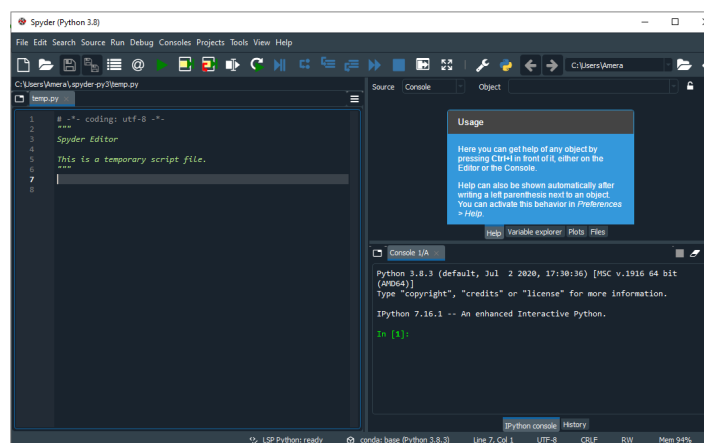 Spyder (Python 3.8)
File Edit Search Source Run Debug Consoles Projects Tools View Help
C:\Users\Amera
C:\Users\Amera\.spyder-py3\temp.py
temp.py
1 # -*- coding: utf-8 -*-
2 """
3 Spyder Editor
4
5 This is a temporary script file.
6 """
7
8
Source Console Object
Usage
Here you can get help of any object by
pressing Ctrl+I in front of it, either on the
Editor or the Console.
Help can also be shown automatically after
writing a left parenthesis next to an object.
You can activate this behavior in Preferences
> Help.
Help Variable explorer Plots Files
Console 1/A
Python 3.8.3 (default, Jul 2 2020, 17:30:36) [MSC v.1916 64 bit
(AMD64)]
Type "copyright", "credits" or "license" for more information.
IPython 7.16.1 -- An enhanced Interactive Python.
In [1]:
IPython console History
LSP Python: ready conda: base (Python 3.8.3) Line 7, Col 1 UTF-8 CRLF RW Mem 94%